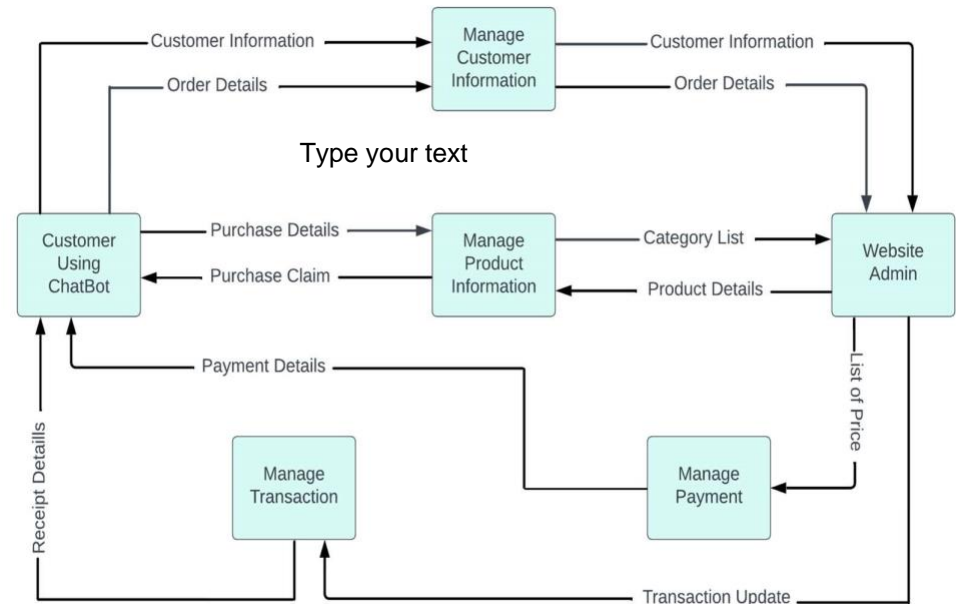 Customer Information
Manage
Customer
Information
Customer Information
Order Details
Order Details
Type your text
Customer
Using
ChatBot
Purchase Details
Purchase Claim
Manage
Product
Information
Category List
Product Details
Website
Admin
Payment Details
List of Price
Receipt Detaills
Manage
Transaction
Manage
Payment
Transaction Update